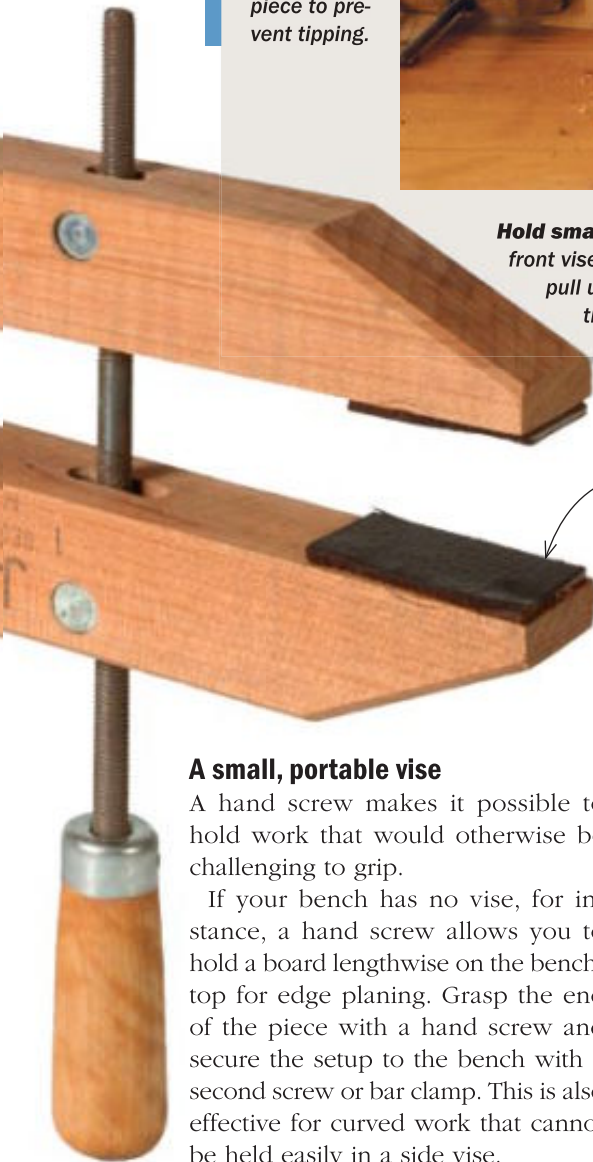 piece to pre-
vent tipping.
Hold sma
front vise
pull u
A small, portable vise
A hand screw makes it possible to
hold work that would otherwise be
challenging to grip.
If your bench has no vise, for in-
stance, a hand screw allows you to
hold a board lengthwise on the bench-
top for edge planing. Grasp the end
of the piece with a hand screw and
secure the setup to the bench with
second screw or bar clamp. This is also
effective for curved work that cannot
be held easily in a side vise.